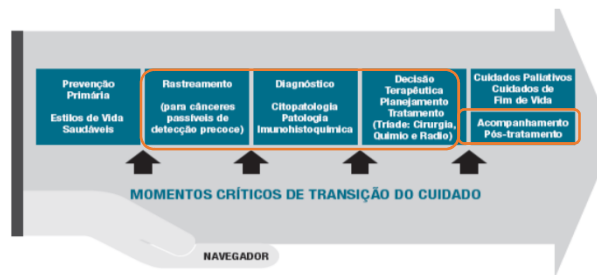 Prevenção
Primária
Estilos de Vida
Saudáveis
Rastreamento
(para cânceres
passíveis de
detecção precoce)
Diagnóstico
Citopatologia
Patologia
Imunohistoquímica
Decisão
Terapêutica
Planejamento
Tratamento
(Tríade: Cirurgia,
Químio e Radio)
Cuidados Paliativos
Cuidados de
Fim de Vida
Acompanhamento
Pós-tratamento
MOMENTOS CRÍTICOS DE TRANSIÇÃO DO CUIDADO
NAVEGADOR